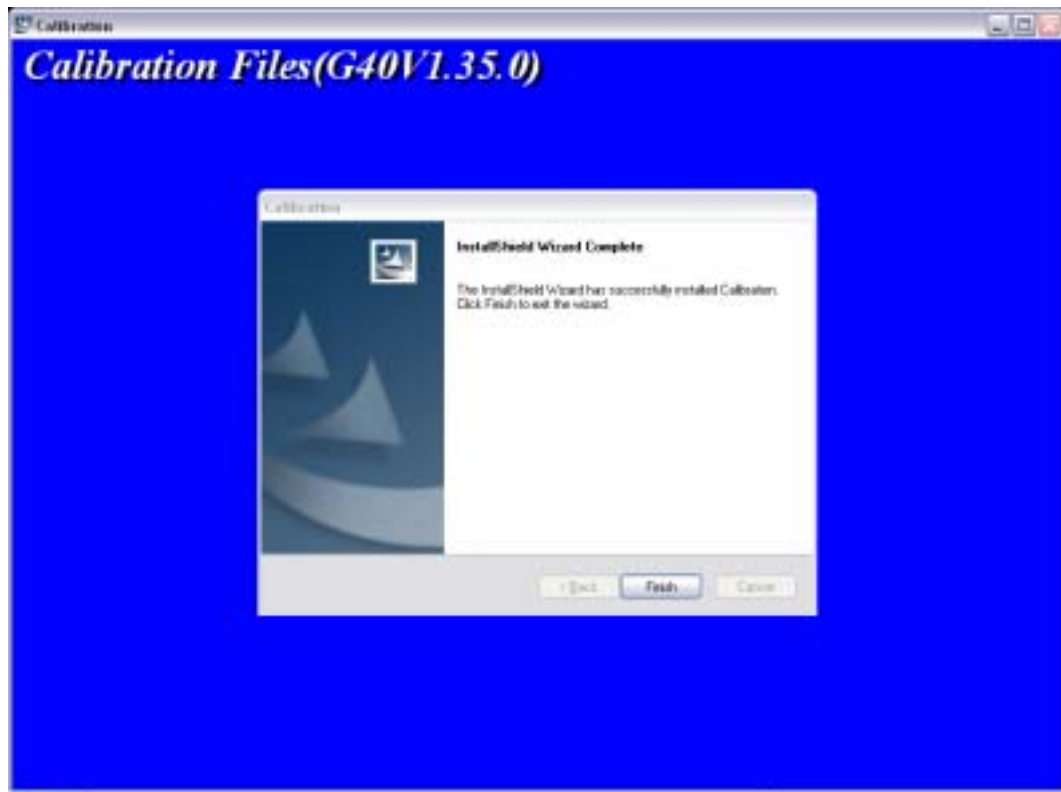 Calibration
Calibration Files(G40V1.35.0)
Calibration
InstallShield Wizard Complete
The InstallShield Wizard has successfully installed Calibration.
Click Finish to exit the wizard.
< Back
Finish
Cancel